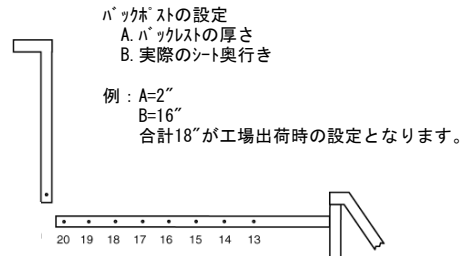 ﾊﾞｯｸﾎﾟｽﾄの設定
A. ﾊﾞｯｸﾚｽﾄの厚さ
B. 実際のｼｰﾄ奥行き
例：A=2″
B=16″
合計18″が工場出荷時の設定となります。
20 19 18 17 16 15 14 13